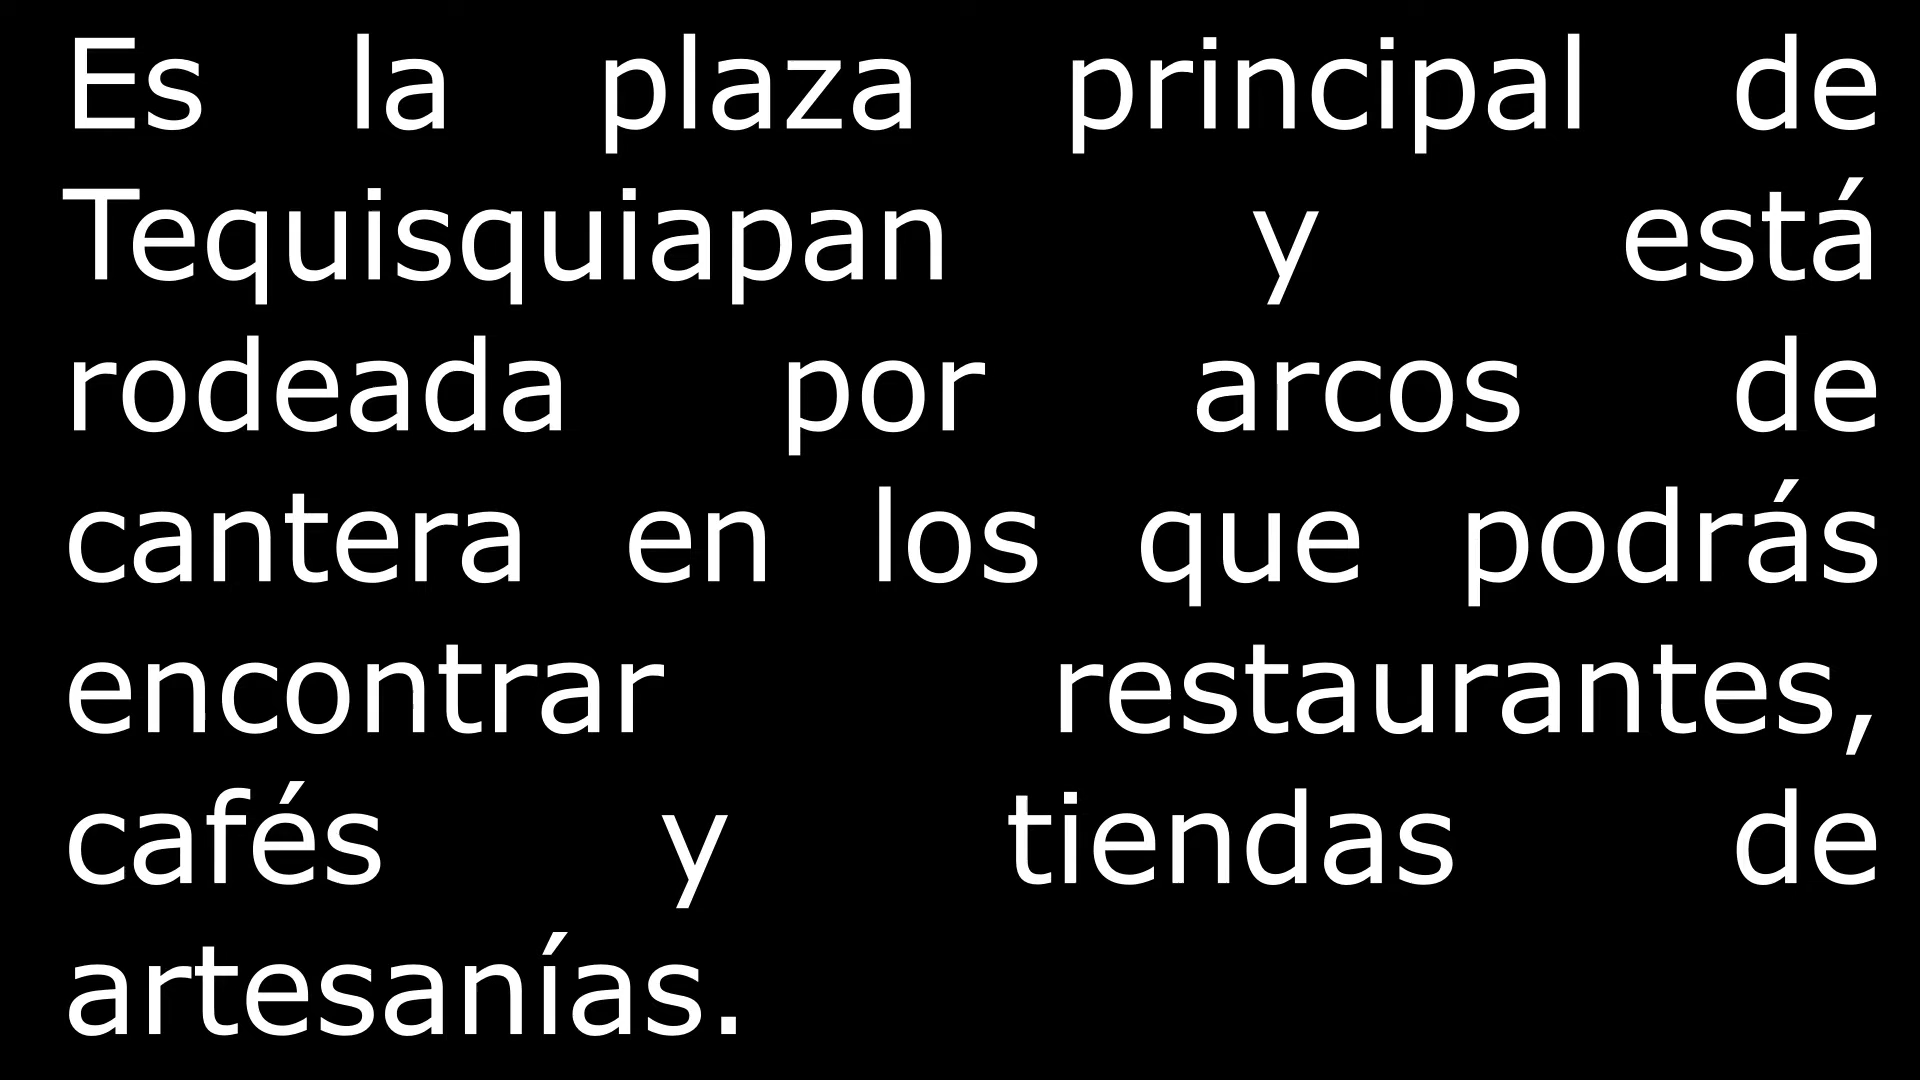 Es la plaza principal de
Tequisquiapan y está
rodeada por arcos de
cantera en los que podrás
encontrar restaurantes,
cafés y tiendas de
artesanías.